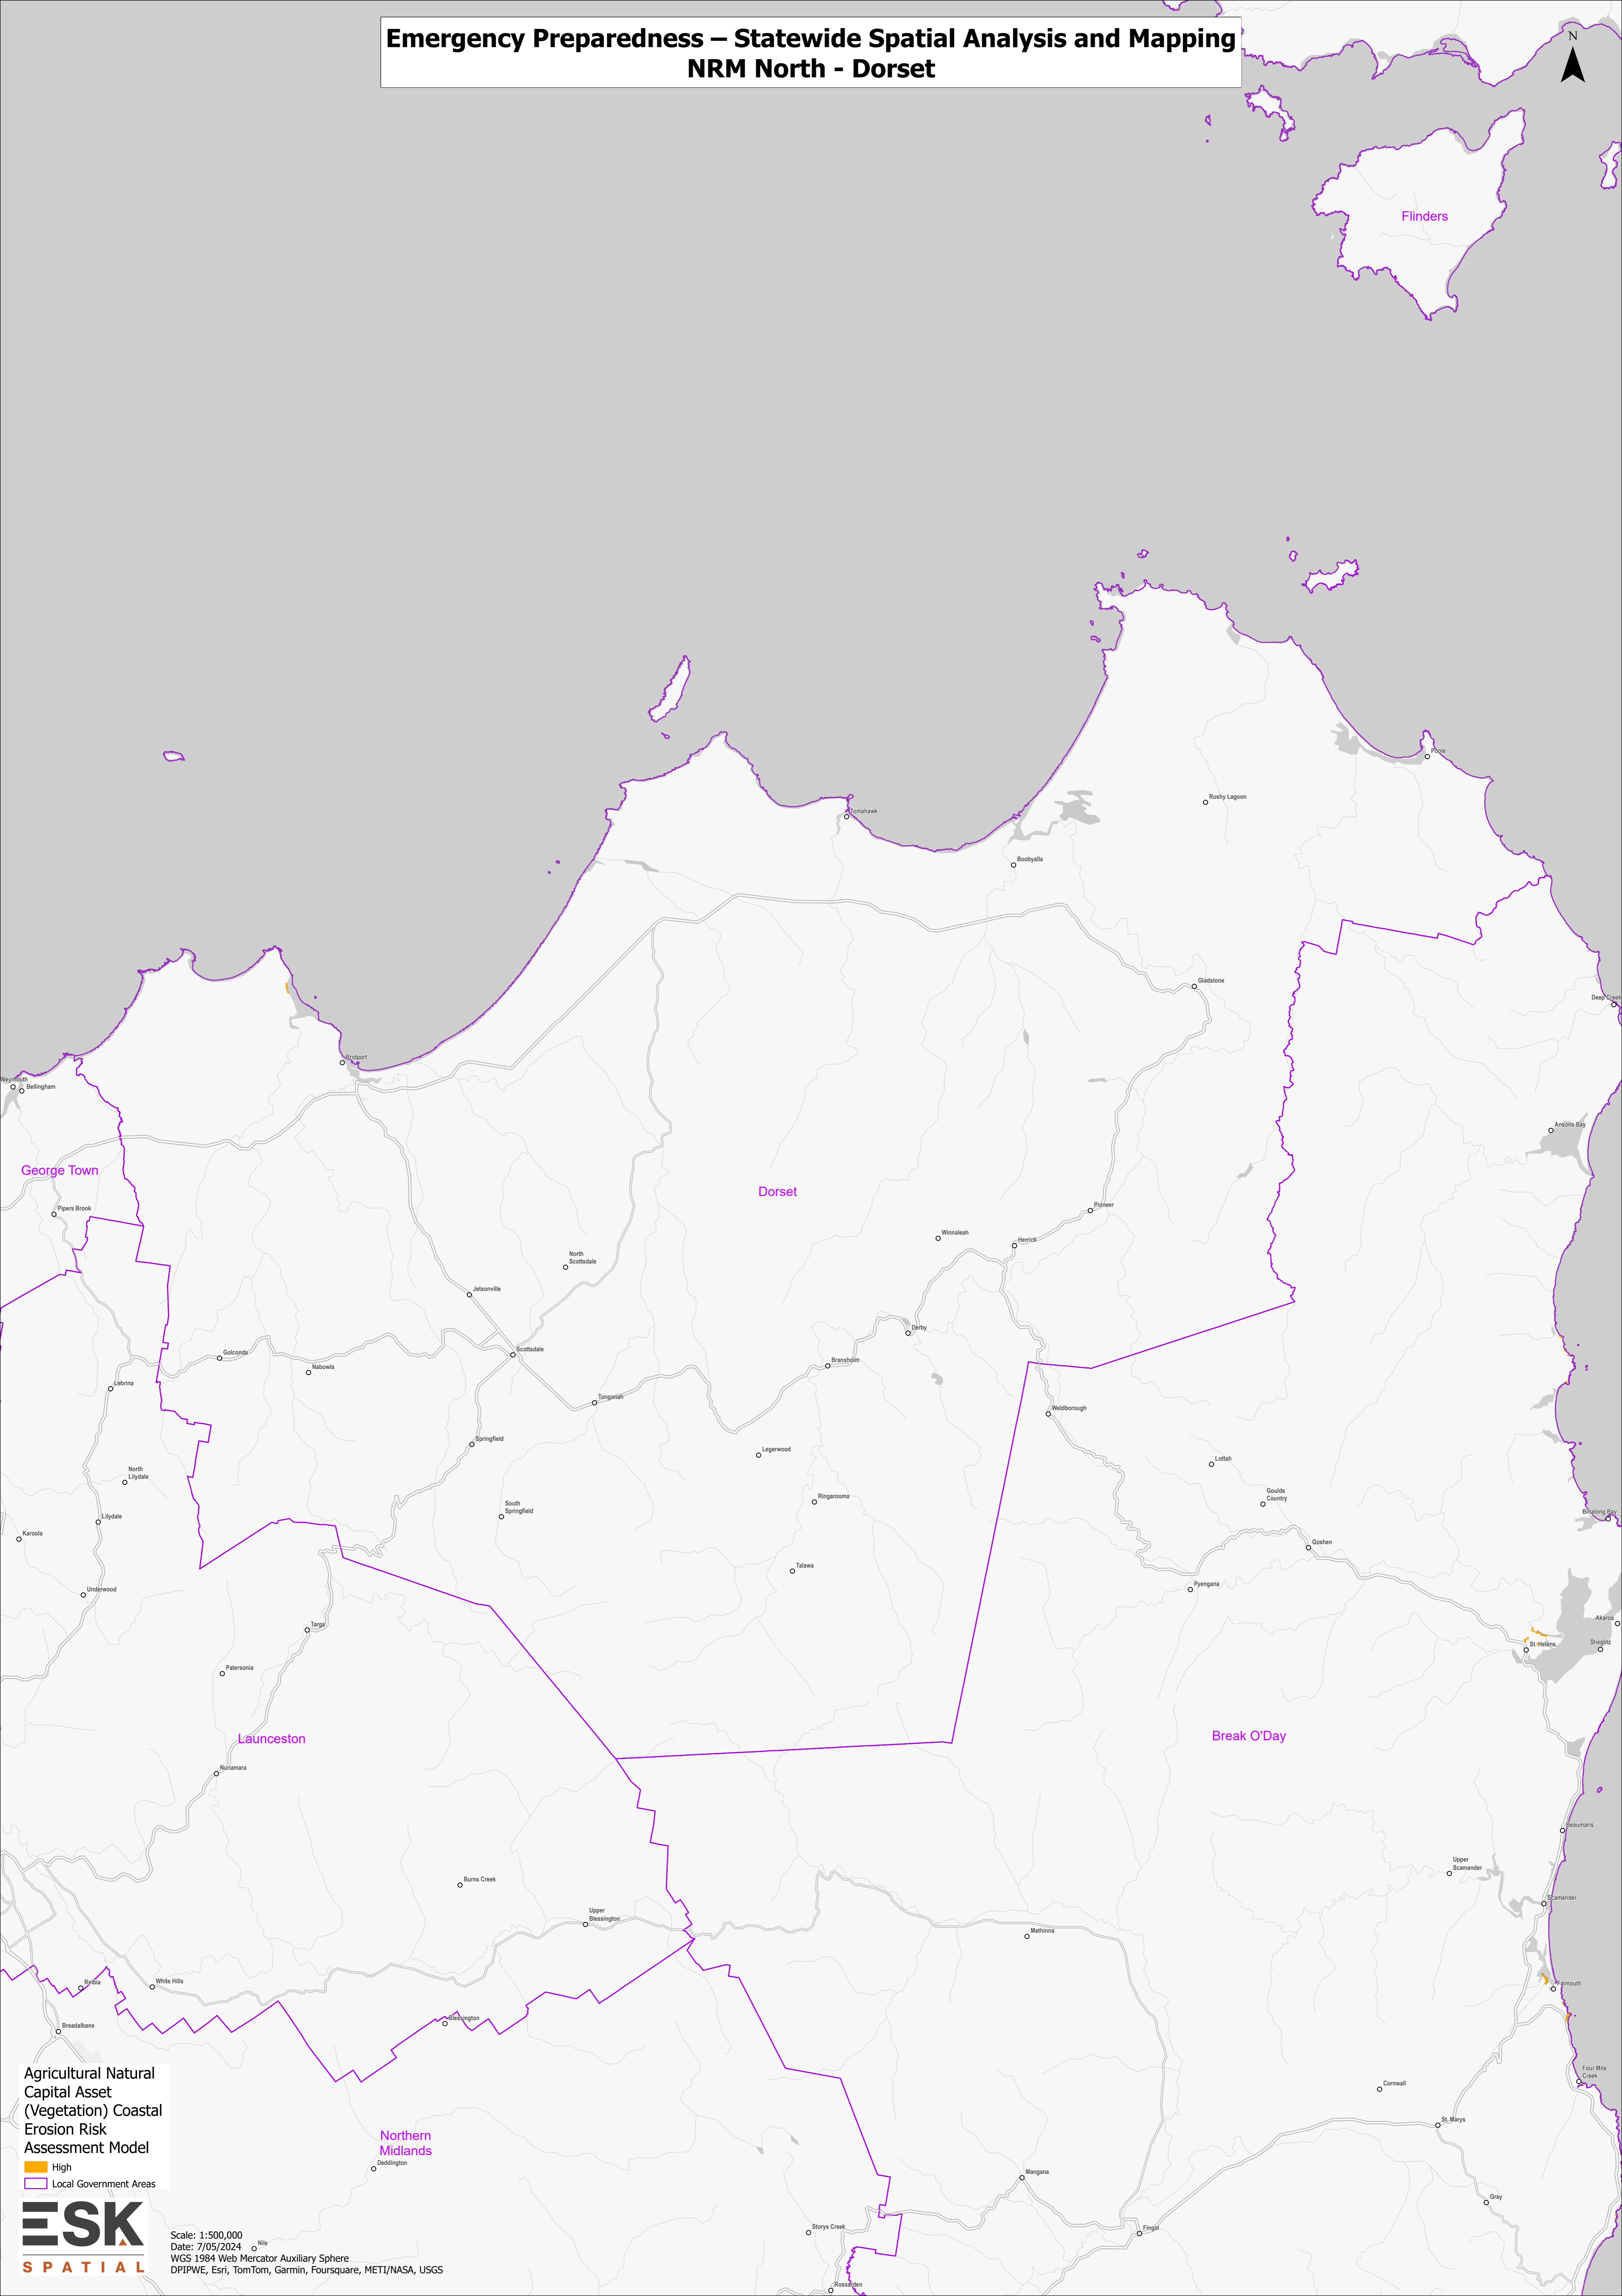 Emergency Preparedness – Statewide Spatial Analysis and Mapping
NRM North - Dorset
N
Flinders
Poole
Rushy Lagoon
Tomahawk
Boobyalla
Gladstone
Deep Creek
Bridport
Weymouth
Bellingham
Ansons Bay
George Town
Dorset
Pipers Brook
Pioneer
Winnaleah
Herrick
North
Scottsdale
Jetsonville
Derby
Scottsdale
Golconda
Branxholm
Nabowla
Lebrina
Tonganah
Weldborough
Springfield
Legerwood
Lottah
North
Lilydale
Goulds
Country
Ringarooma
South
Springfield
Binalong Bay
Lilydale
Karoola
Goshen
Talawa
Pyengana
Underwood
Akaroa
Targa
St. Helens
Stieglitz
Patersonia
Launceston
Break O'Day
Nunamara
Beaumaris
Upper
Scamander
Burns Creek
Scamander
Upper
Blessington
Mathinna
Relbia
White Hills
Falmouth
Blessington
Breadalbane
Four Mile
Creek
Cornwall
St. Marys
Northern
Midlands
Deddington
Mangana
Gray
Storys Creek
Fingal
Nile
Rossarden
Agricultural Natural
Capital Asset
(Vegetation) Coastal
Erosion Risk
Assessment Model
High
Local Government Areas
ESK
SPATIAL
Scale: 1:500,000
Date: 7/05/2024
WGS 1984 Web Mercator Auxiliary Sphere
DPIPWE, Esri, TomTom, Garmin, Foursquare, METI/NASA, USGS